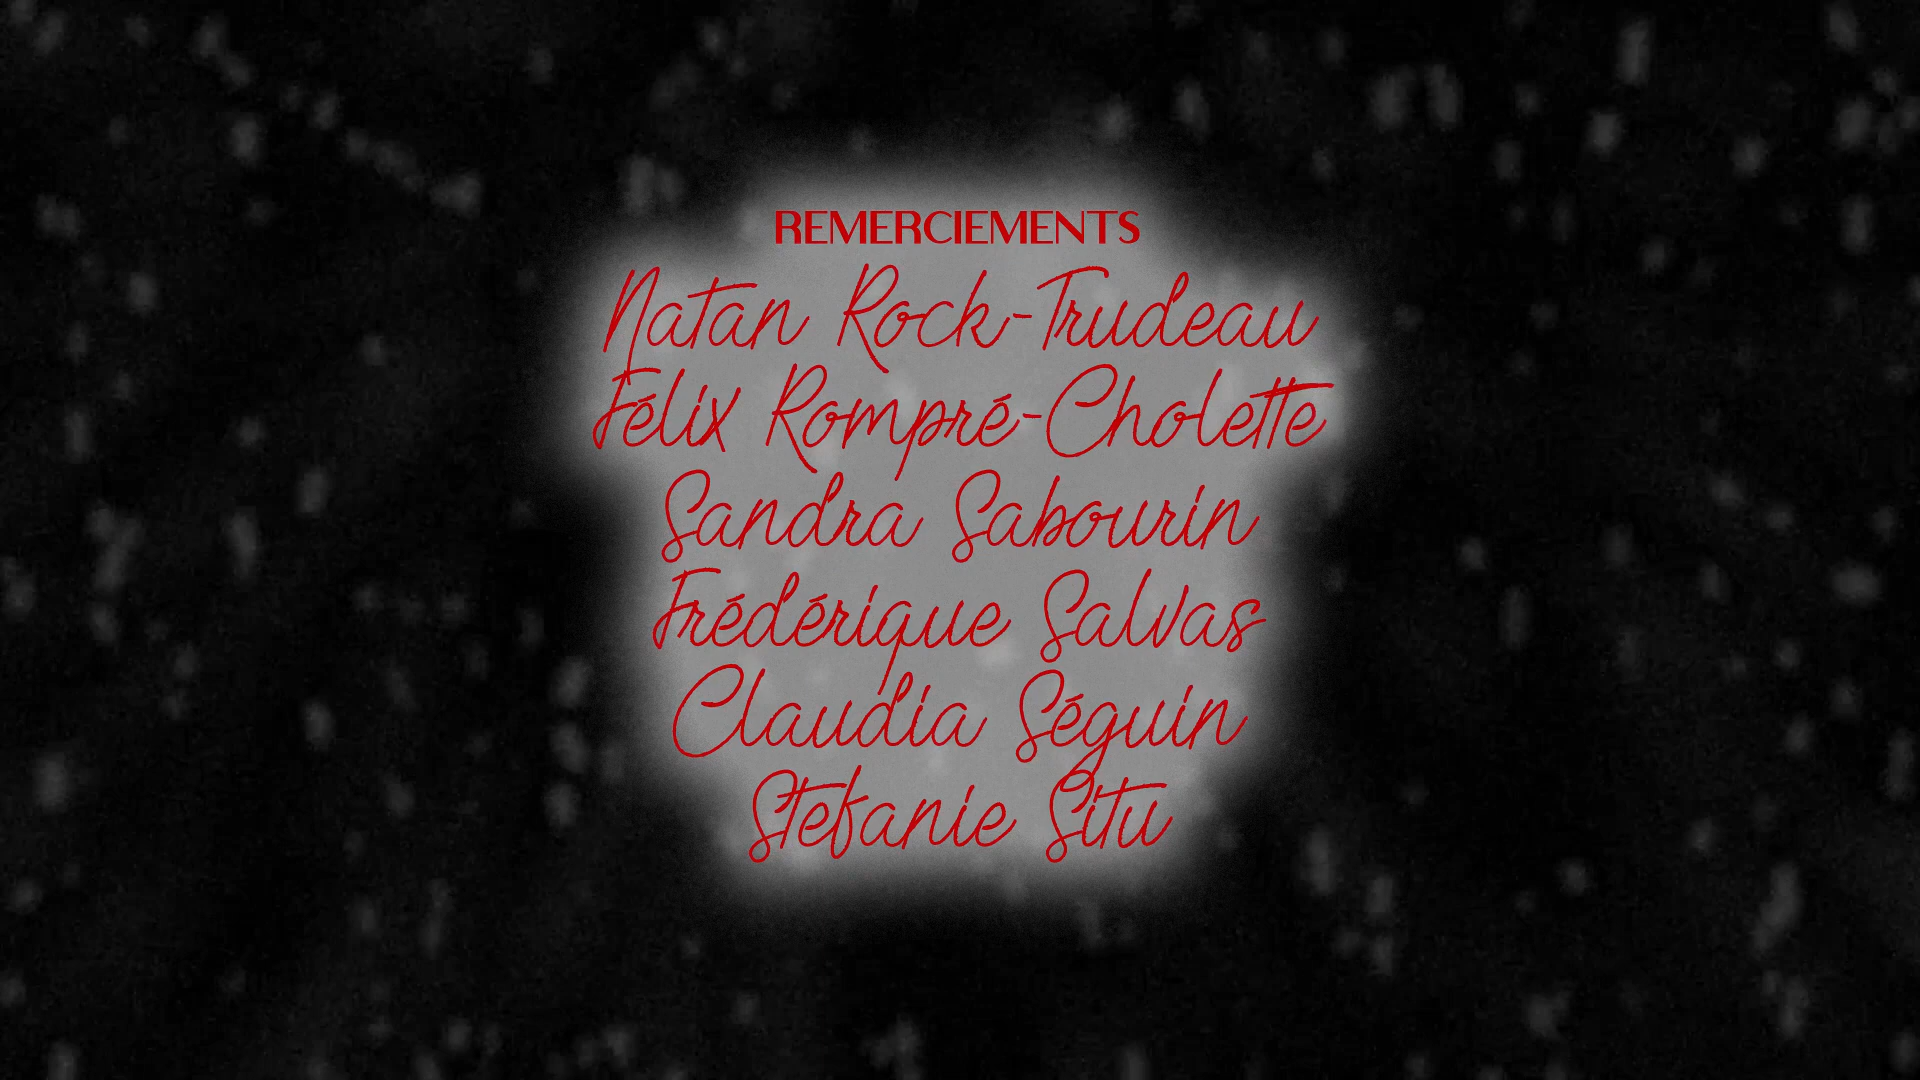 REMERCIEMENTS
Natan Rock-Trudeau
Félix Rompré-Cholette
Sandra Sabourin
Frédérique Salvas
Claudia Séguin
Stefanie Situ